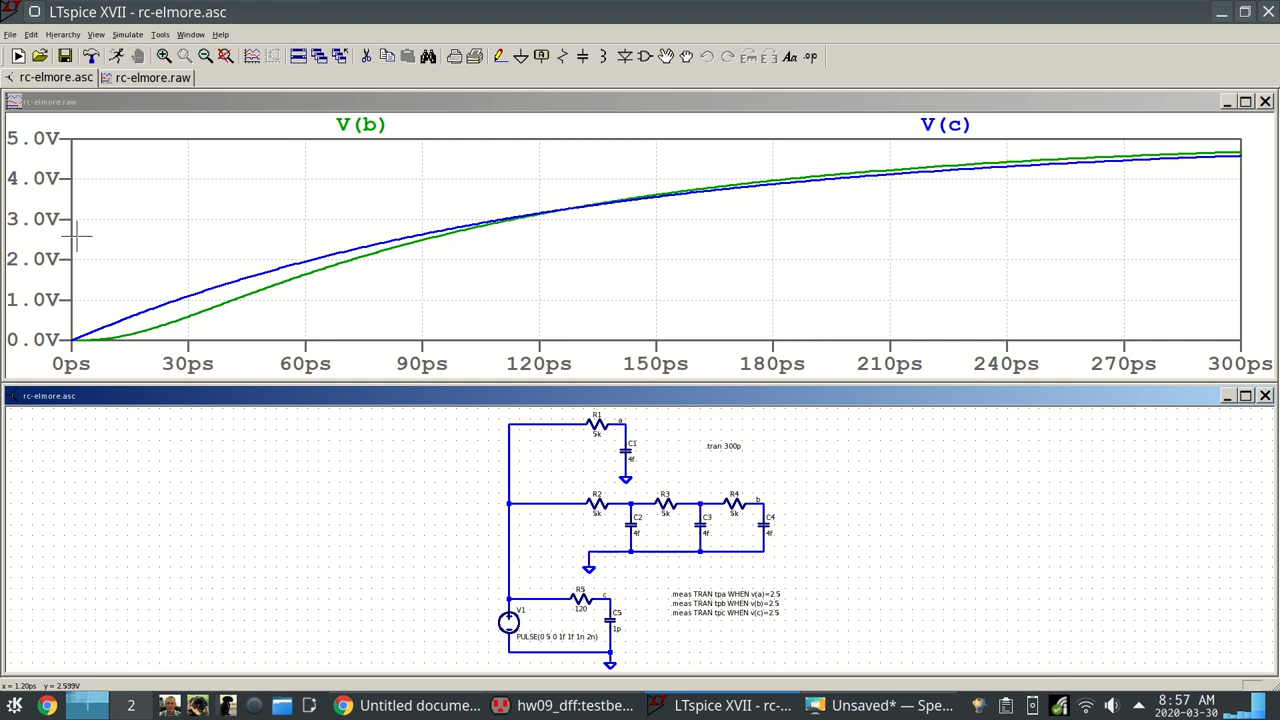 LTspice XVII - rc-elmore.asc
File Edit Hierarchy View Simulate Tools Window Help
rc-elmore.asc rc-elmore.raw
rc-elmore.raw
V(b) V(c)
5.0V
4.0V
3.0V
2.0V
1.0V
0.0V
0ps 30ps 60ps 90ps 120ps 150ps 180ps 210ps 240ps 270ps 300ps
rc-elmore.asc
R1 a
5k
C1
4f
.tran 300p
R2 R3 R4 b
5k 5k 5k
C2 C3 C4
4f 4f 4f
R5 c
120
C5
1p
V1
PULSE(0 5 0 1f 1f 1n 2n)
.meas TRAN tpa WHEN v(a)=2.5
.meas TRAN tpb WHEN v(b)=2.5
.meas TRAN tpc WHEN v(c)=2.5
x = 1.20ps y = 2.599V
2 Untitled docume... hw09_dff:testbe... LTspice XVII - rc-... Unsaved* — Spe... 8:57 AM
2020-03-30